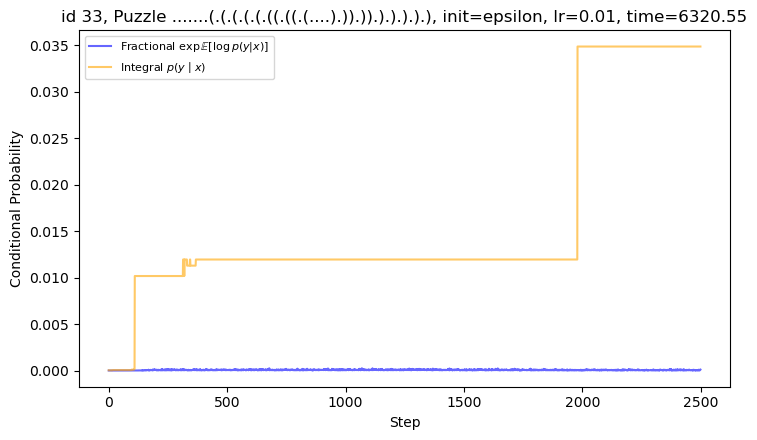 id 33, Puzzle .......(.(.(.(.(.((.((.(....).)).)).).).).).).), init=epsilon, lr=0.01, time=6320.55
Fractional exp𝔼[log p(y|x)]
Integral p(y | x)
0.035
0.030
0.025
0.020
0.015
0.010
0.005
0.000
Conditional Probability
0
500
1000
1500
2000
2500
Step